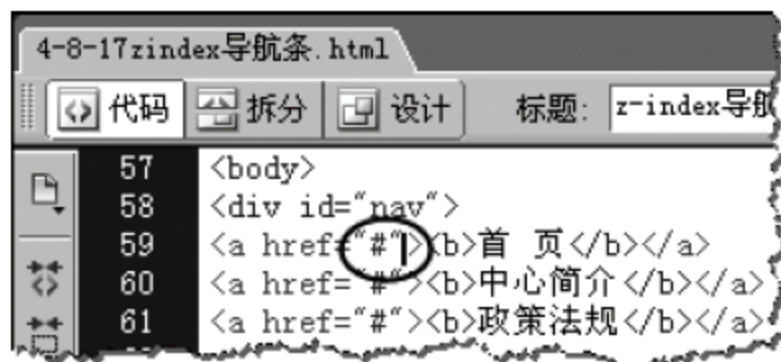 4-8-17zindex导航条.html
代码 拆分 设计 标题: z-index导航
57 <body>
58 <div id="nav">
59 <a href="#"><b>首 页</b></a>
60 <a href="#"><b>中心简介</b></a>
61 <a href="#"><b>政策法规</b></a>